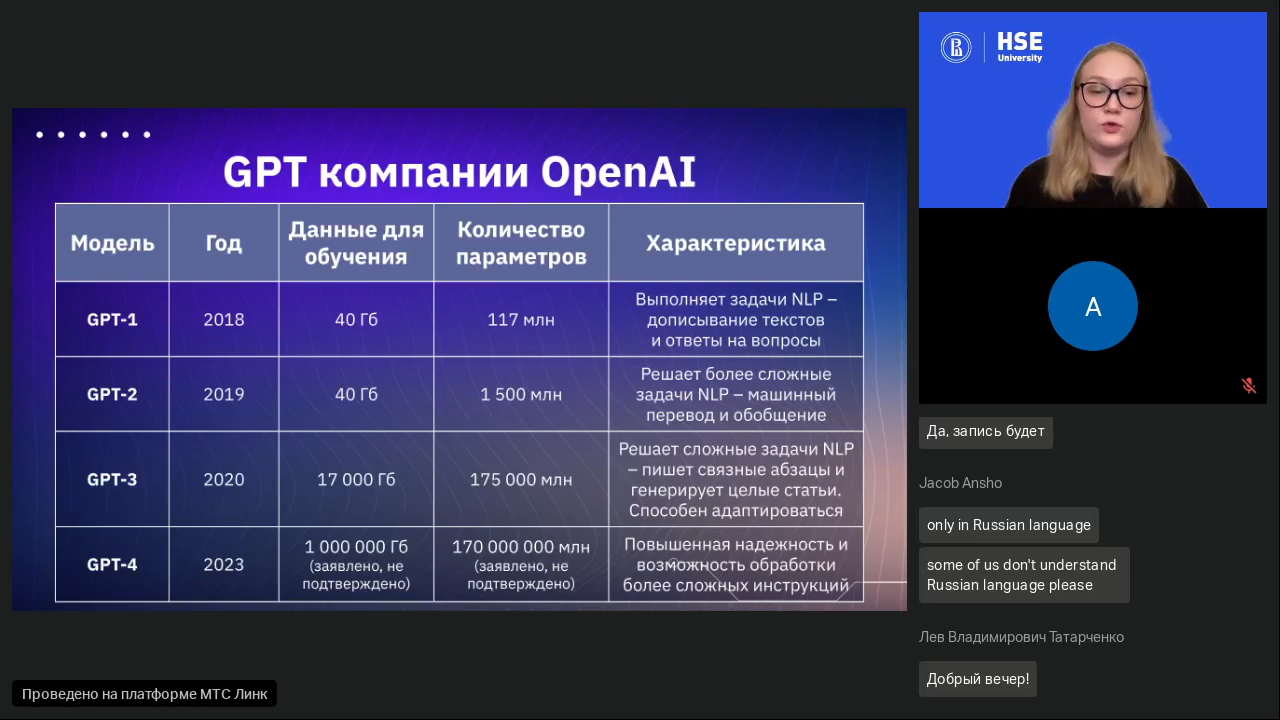 GPT компании OpenAI
Модель
Год
Данные для
обучения
Количество
параметров
Характеристика
GPT-1
2018
40 Гб
117 млн
Выполняет задачи NLP –
дописывание текстов
и ответы на вопросы
GPT-2
2019
40 Гб
1 500 млн
Решает более сложные
задачи NLP – машинный
перевод и обобщение
GPT-3
2020
17 000 Гб
175 000 млн
Решает сложные задачи NLP
– пишет связные абзацы и
генерирует целые статьи.
Способен адаптироваться
GPT-4
2023
1 000 000 Гб
(заявлено, не
подтверждено)
170 000 000 млн
(заявлено, не
подтверждено)
Повышенная надежность и
возможность обработки
более сложных инструкций
Проведено на платформе МТС Линк
HSE
University
A
Да, запись будет
Jacob Ansho
only in Russian language
some of us don't understand
Russian language please
Лев Владимирович Татарченко
Добрый вечер!